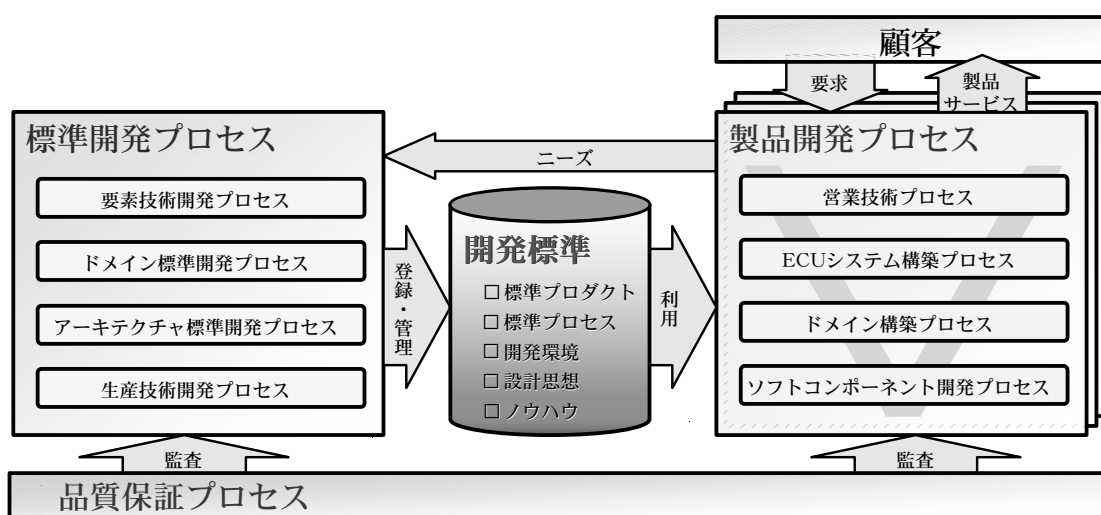 顧客
要求
製品
サービス
標準開発プロセス
要素技術開発プロセス
ドメイン標準開発プロセス
アーキテクチャ標準開発プロセス
生産技術開発プロセス
ニーズ
登録・管理
開発標準
□標準プロダクト
□標準プロセス
□開発環境
□設計思想
□ノウハウ
利用
製品開発プロセス
営業技術プロセス
ECUシステム構築プロセス
ドメイン構築プロセス
ソフトコンポーネント開発プロセス
監査
監査
品質保証プロセス